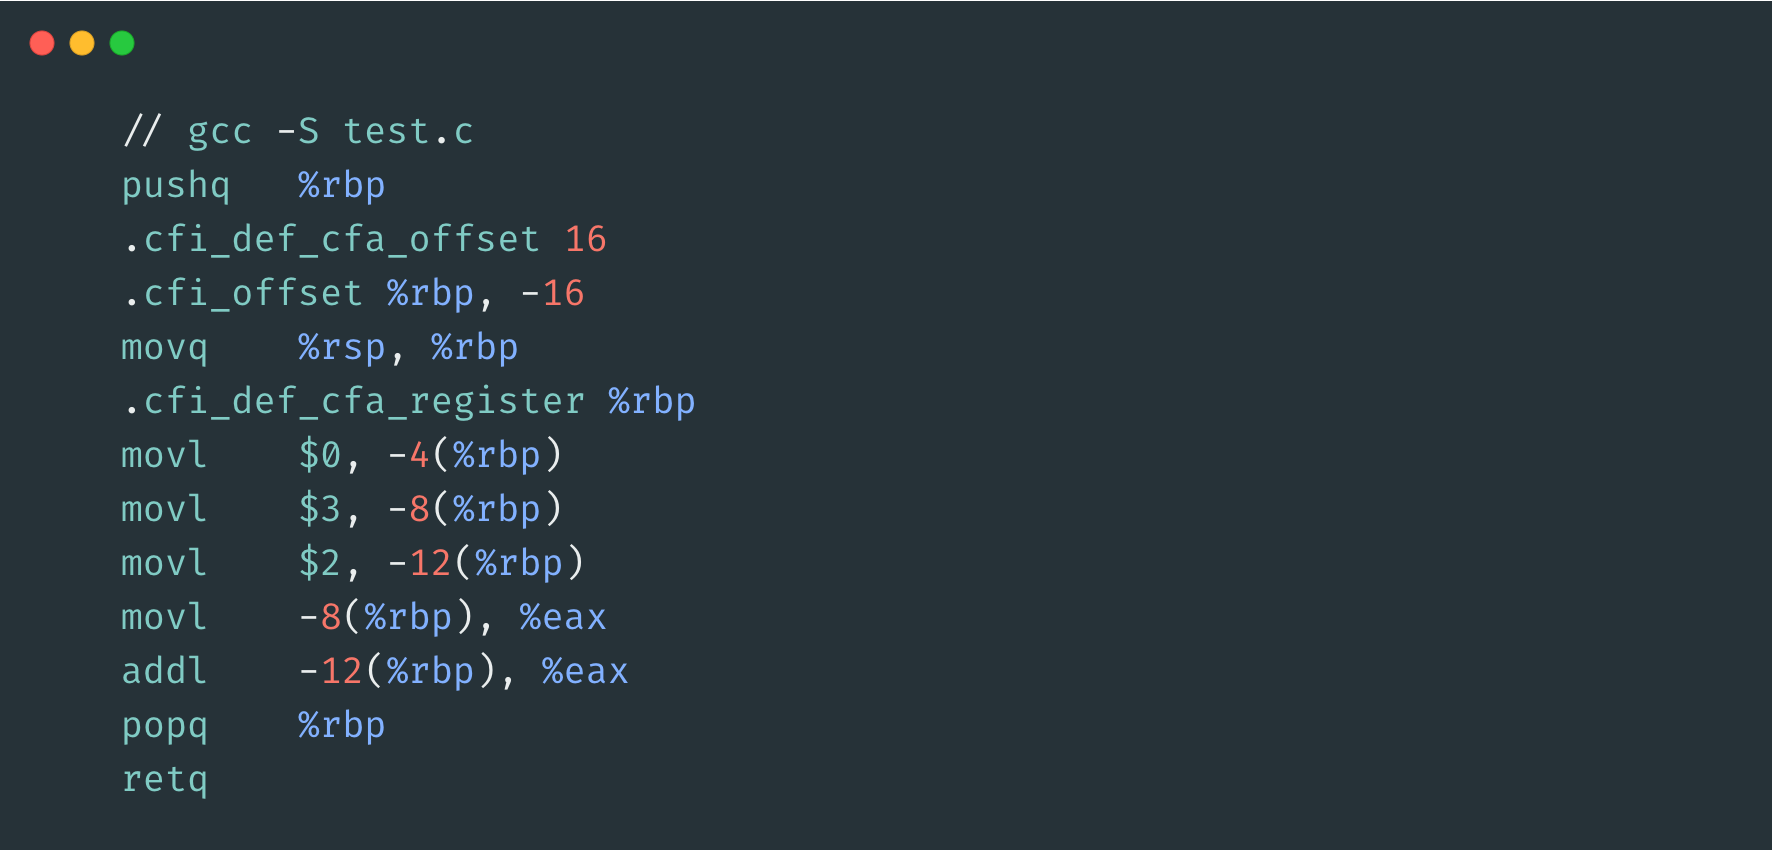 // gcc -S test.c
pushq   %rbp
.cfi_def_cfa_offset 16
.cfi_offset %rbp, -16
movq    %rsp, %rbp
.cfi_def_cfa_register %rbp
movl    $0, -4(%rbp)
movl    $3, -8(%rbp)
movl    $2, -12(%rbp)
movl    -8(%rbp), %eax
addl    -12(%rbp), %eax
popq    %rbp
retq